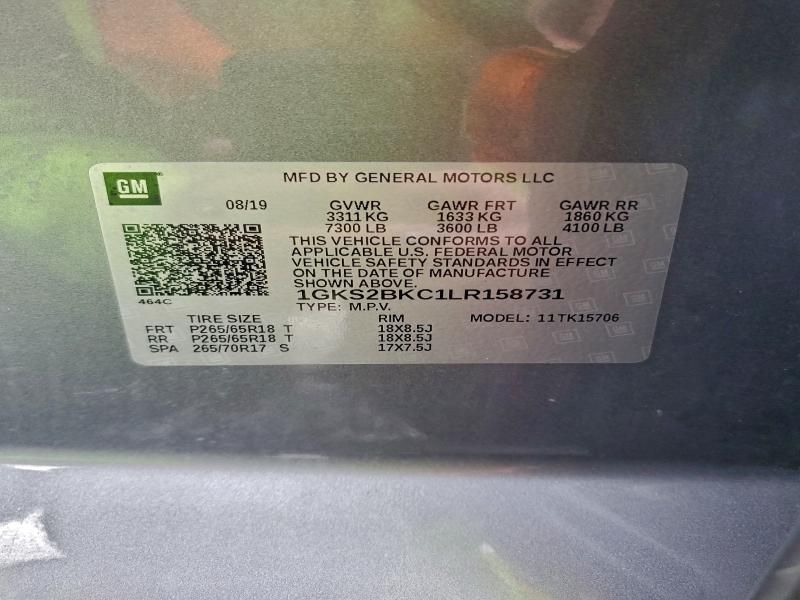 GM
MFD BY GENERAL MOTORS LLC
08/19 GVWR GAWR FRT GAWR RR
3311 KG 1633 KG 1860 KG
7300 LB 3600 LB 4100 LB
THIS VEHICLE CONFORMS TO ALL
APPLICABLE U.S. FEDERAL MOTOR
VEHICLE SAFETY STANDARDS IN EFFECT
ON THE DATE OF MANUFACTURE
SHOWN ABOVE.
464C
1GKS2BKC1LR158731
TYPE: M.P.V.
TIRE SIZE RIM MODEL: 11TK15706
FRT P265/65R18 T 18X8.5J
RR P265/65R18 T 18X8.5J
SPA 265/70R17 S 17X7.5J